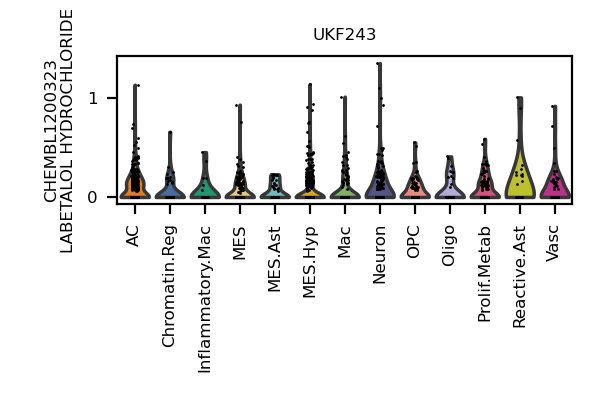 UKF243
CHEMBL1200323
LABETALOL HYDROCHLORIDE
1
0
AC
Chromatin.Reg
Inflammatory.Mac
MES
MES.Ast
MES.Hyp
Mac
Neuron
OPC
Oligo
Prolif.Metab
Reactive.Ast
Vasc